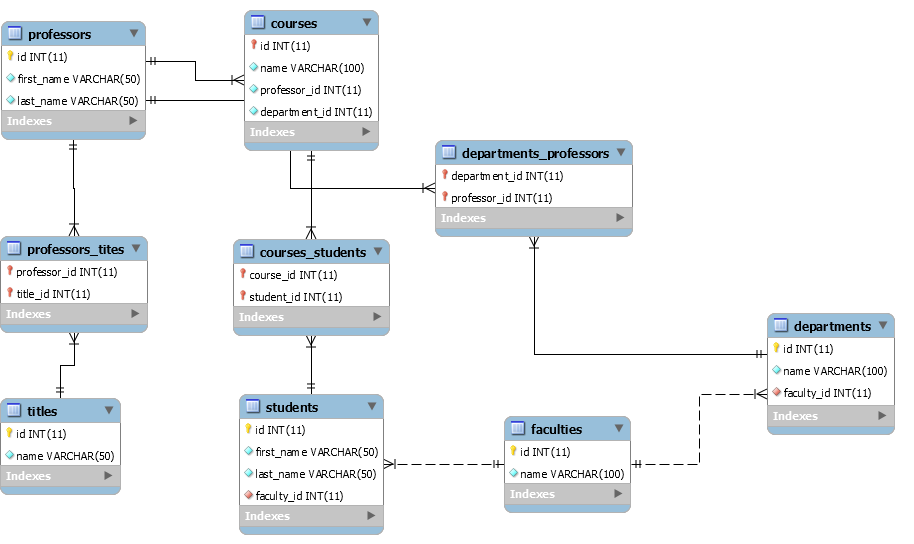 professors
id INT(11)
first_name VARCHAR(50)
last_name VARCHAR(50)
Indexes
courses
id INT(11)
name VARCHAR(100)
professor_id INT(11)
department_id INT(11)
Indexes
departments_professors
department_id INT(11)
professor_id INT(11)
Indexes
professors_tites
professor_id INT(11)
title_id INT(11)
Indexes
courses_students
course_id INT(11)
student_id INT(11)
Indexes
departments
id INT(11)
name VARCHAR(100)
faculty_id INT(11)
Indexes
titles
id INT(11)
name VARCHAR(50)
Indexes
students
id INT(11)
first_name VARCHAR(50)
last_name VARCHAR(50)
faculty_id INT(11)
Indexes
faculties
id INT(11)
name VARCHAR(100)
Indexes